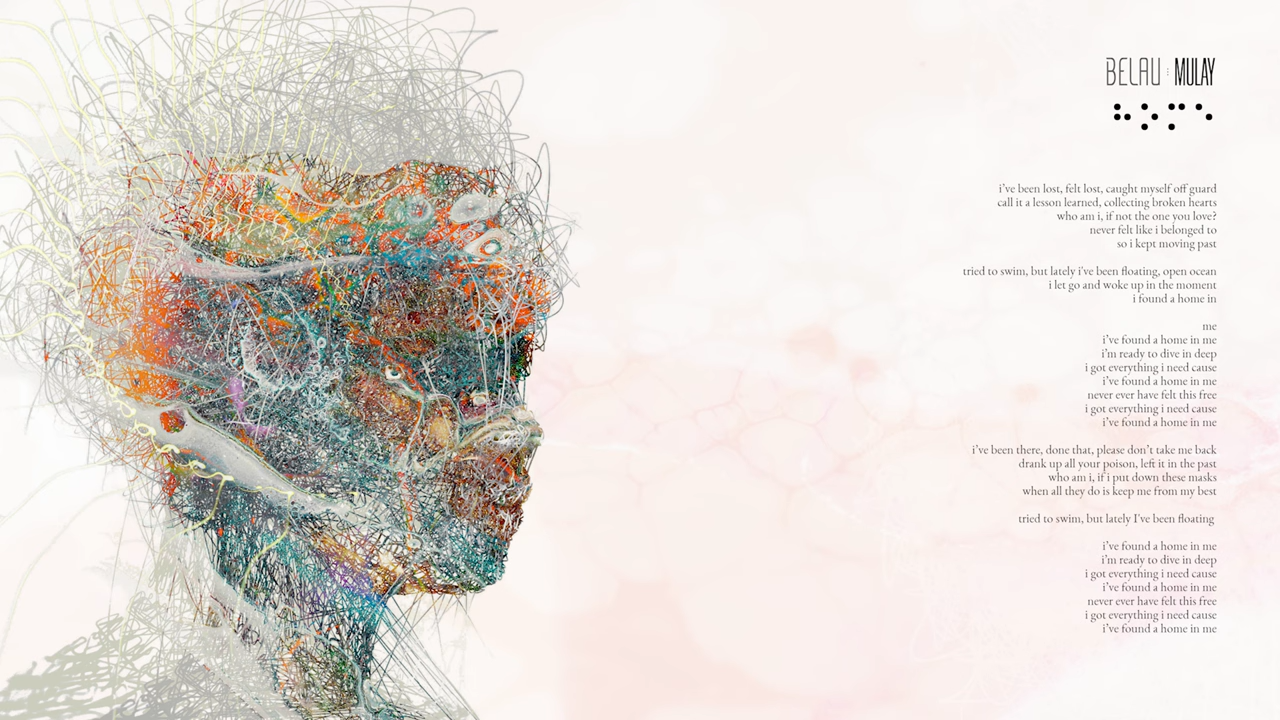 BELAU : MULAY
⠓⠕⠍⠑
i've been lost, felt lost, caught myself off guard
call it a lesson learned, collecting broken hearts
who am i, if not the one you love?
never felt like i belonged to
so i kept moving past
tried to swim, but lately i've been floating, open ocean
i let go and woke up in the moment
i found a home in
me
i've found a home in me
i'm ready to dive in deep
i got everything i need cause
i've found a home in me
never ever have felt this free
i got everything i need cause
i've found a home in me
i've been there, done that, please don't take me back
drank up all your poison, left it in the past
who am i, if i put down these masks
when all they do is keep me from my best
tried to swim, but lately I've been floating
i've found a home in me
i'm ready to dive in deep
i got everything i need cause
i've found a home in me
never ever have felt this free
i got everything i need cause
i've found a home in me